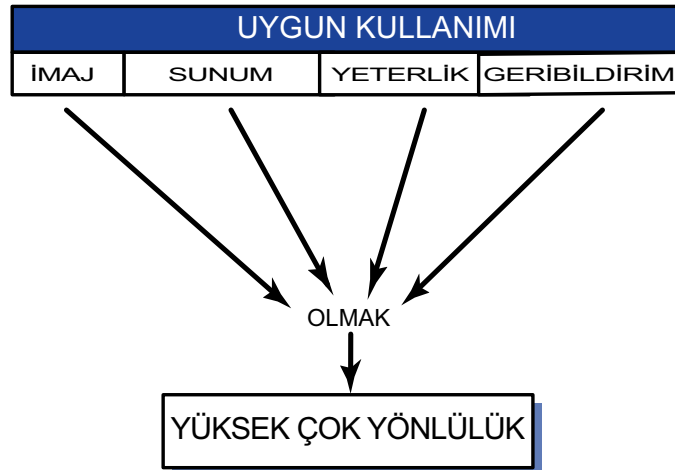 UYGUN KULLANIMI
İMAJ SUNUM YETERLİK GERİBİLDİRİM
OLMAK
YÜKSEK ÇOK YÖNLÜLÜK